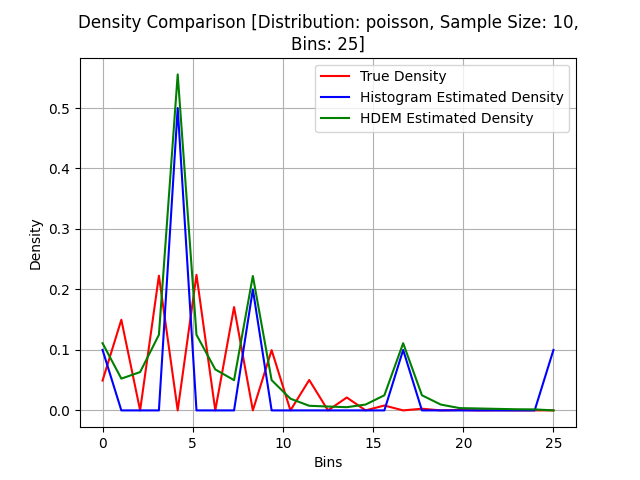 Density Comparison [Distribution: poisson, Sample Size: 10,
Bins: 25]
True Density
Histogram Estimated Density
HDEM Estimated Density
Density
0.5
0.4
0.3
0.2
0.1
0.0
0 5 10 15 20 25
Bins